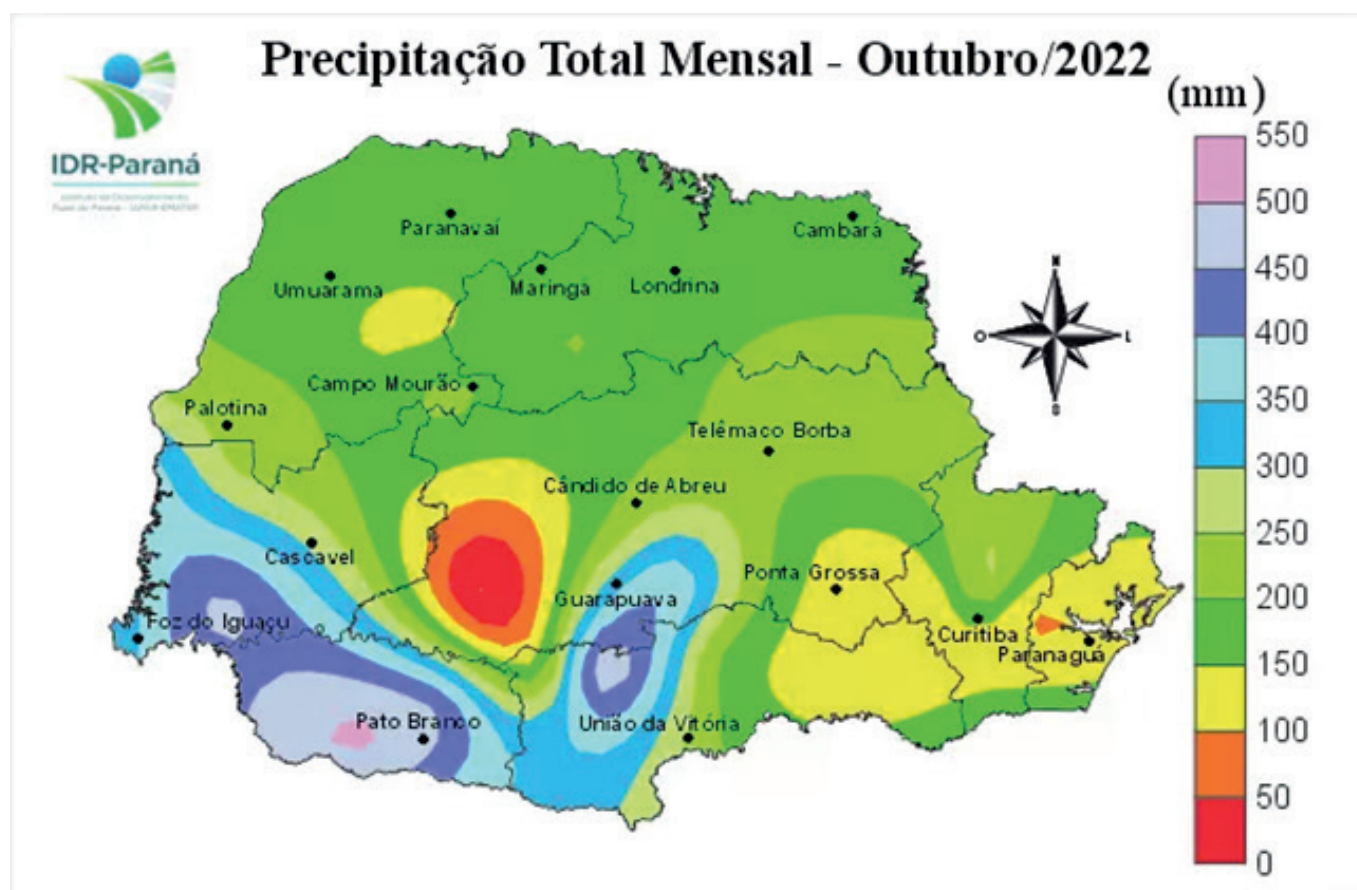 Precipitação Total Mensal - Outubro/2022
(mm)
IDR-Paraná
550
500
450
400
350
300
250
200
150
100
50
0
N
O
L
S
Paranavaí
Cambará
Umuarama
Maringá
Londrina
Campo Mourão
Palotina
Telêmaco Borba
Cândido de Abreu
Cascavel
Ponta Grossa
Guarapuava
Foz do Iguaçu
Curitiba
Paranaguá
Pato Branco
União da Vitória